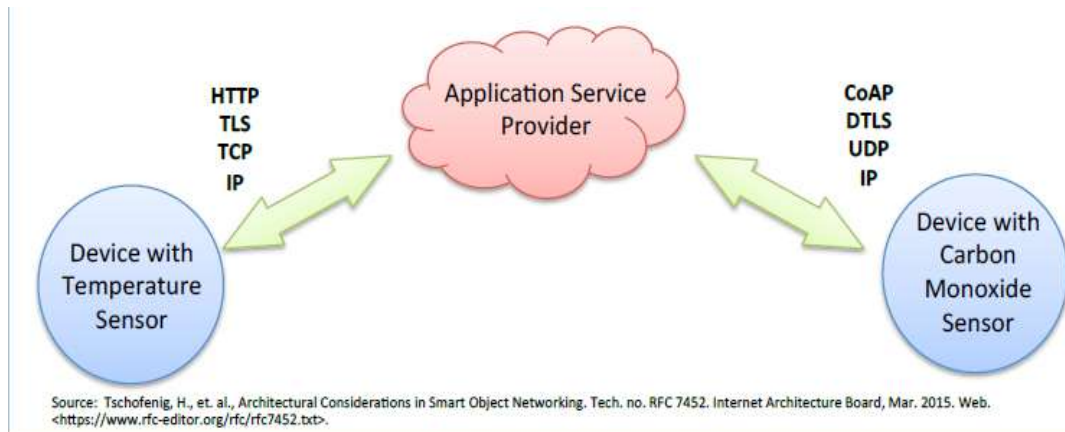 HTTP
TLS
TCP
IP
Application Service
Provider
CoAP
DTLS
UDP
IP
Device with
Temperature
Sensor
Device with
Carbon
Monoxide
Sensor
Source: Tschofenig, H., et. al., Architectural Considerations in Smart Object Networking. Tech. no. RFC 7452. Internet Architecture Board, Mar. 2015. Web.
<https://www.rfc-editor.org/rfc/rfc7452.txt>.